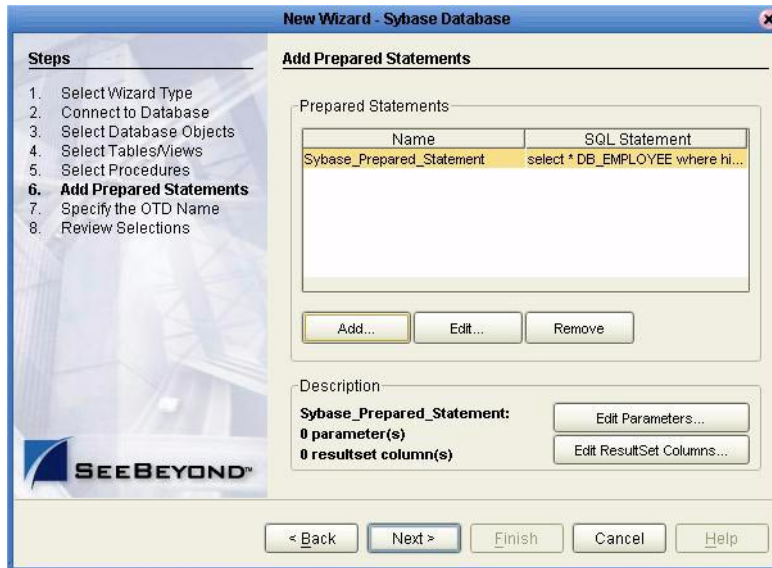 New Wizard - Sybase Database
Steps
1. Select Wizard Type
2. Connect to Database
3. Select Database Objects
4. Select Tables/Views
5. Select Procedures
6. Add Prepared Statements
7. Specify the OTD Name
8. Review Selections
SEEBEYOND™
Add Prepared Statements
Prepared Statements
Name SQL Statement
Sybase_Prepared_Statement select * DB_EMPLOYEE where hi...
Add... Edit... Remove
Description
Sybase_Prepared_Statement:
0 parameter(s)
0 resultset column(s)
Edit Parameters...
Edit ResultSet Columns...
< Back Next > Finish Cancel Help